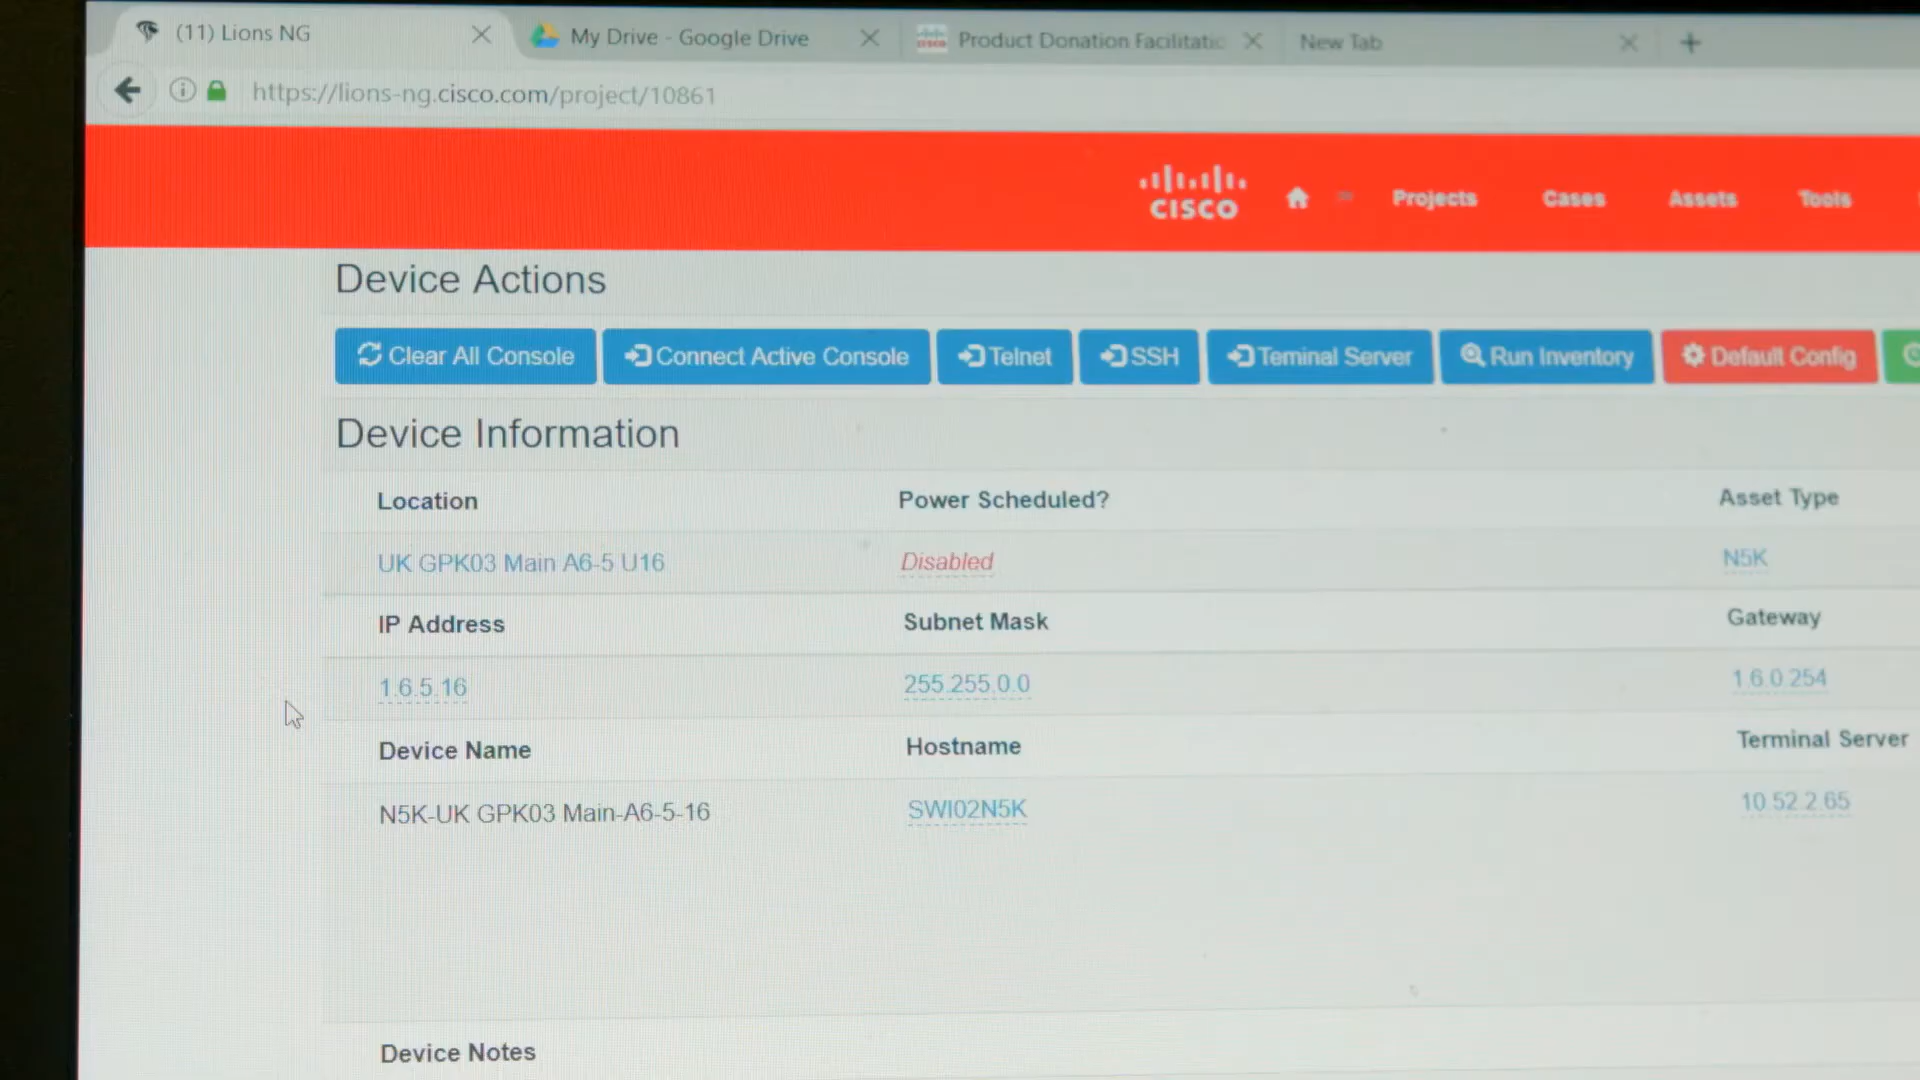 (11) Lions NG
My Drive - Google Drive
Product Donation Facilitatic
New Tab
https://lions-ng.cisco.com/project/10861
CISCO
Projects
Cases
Assets
Tools
Device Actions
Clear All Console
Connect Active Console
Telnet
SSH
Teminal Server
Run Inventory
Default Config
Device Information
Location
Power Scheduled?
Asset Type
UK GPK03 Main A6-5 U16
Disabled
N5K
IP Address
Subnet Mask
Gateway
1.6.5.16
255.255.0.0
1.6.0.254
Device Name
Hostname
Terminal Server
N5K-UK GPK03 Main-A6-5-16
SWI02N5K
10.52.2.65
Device Notes